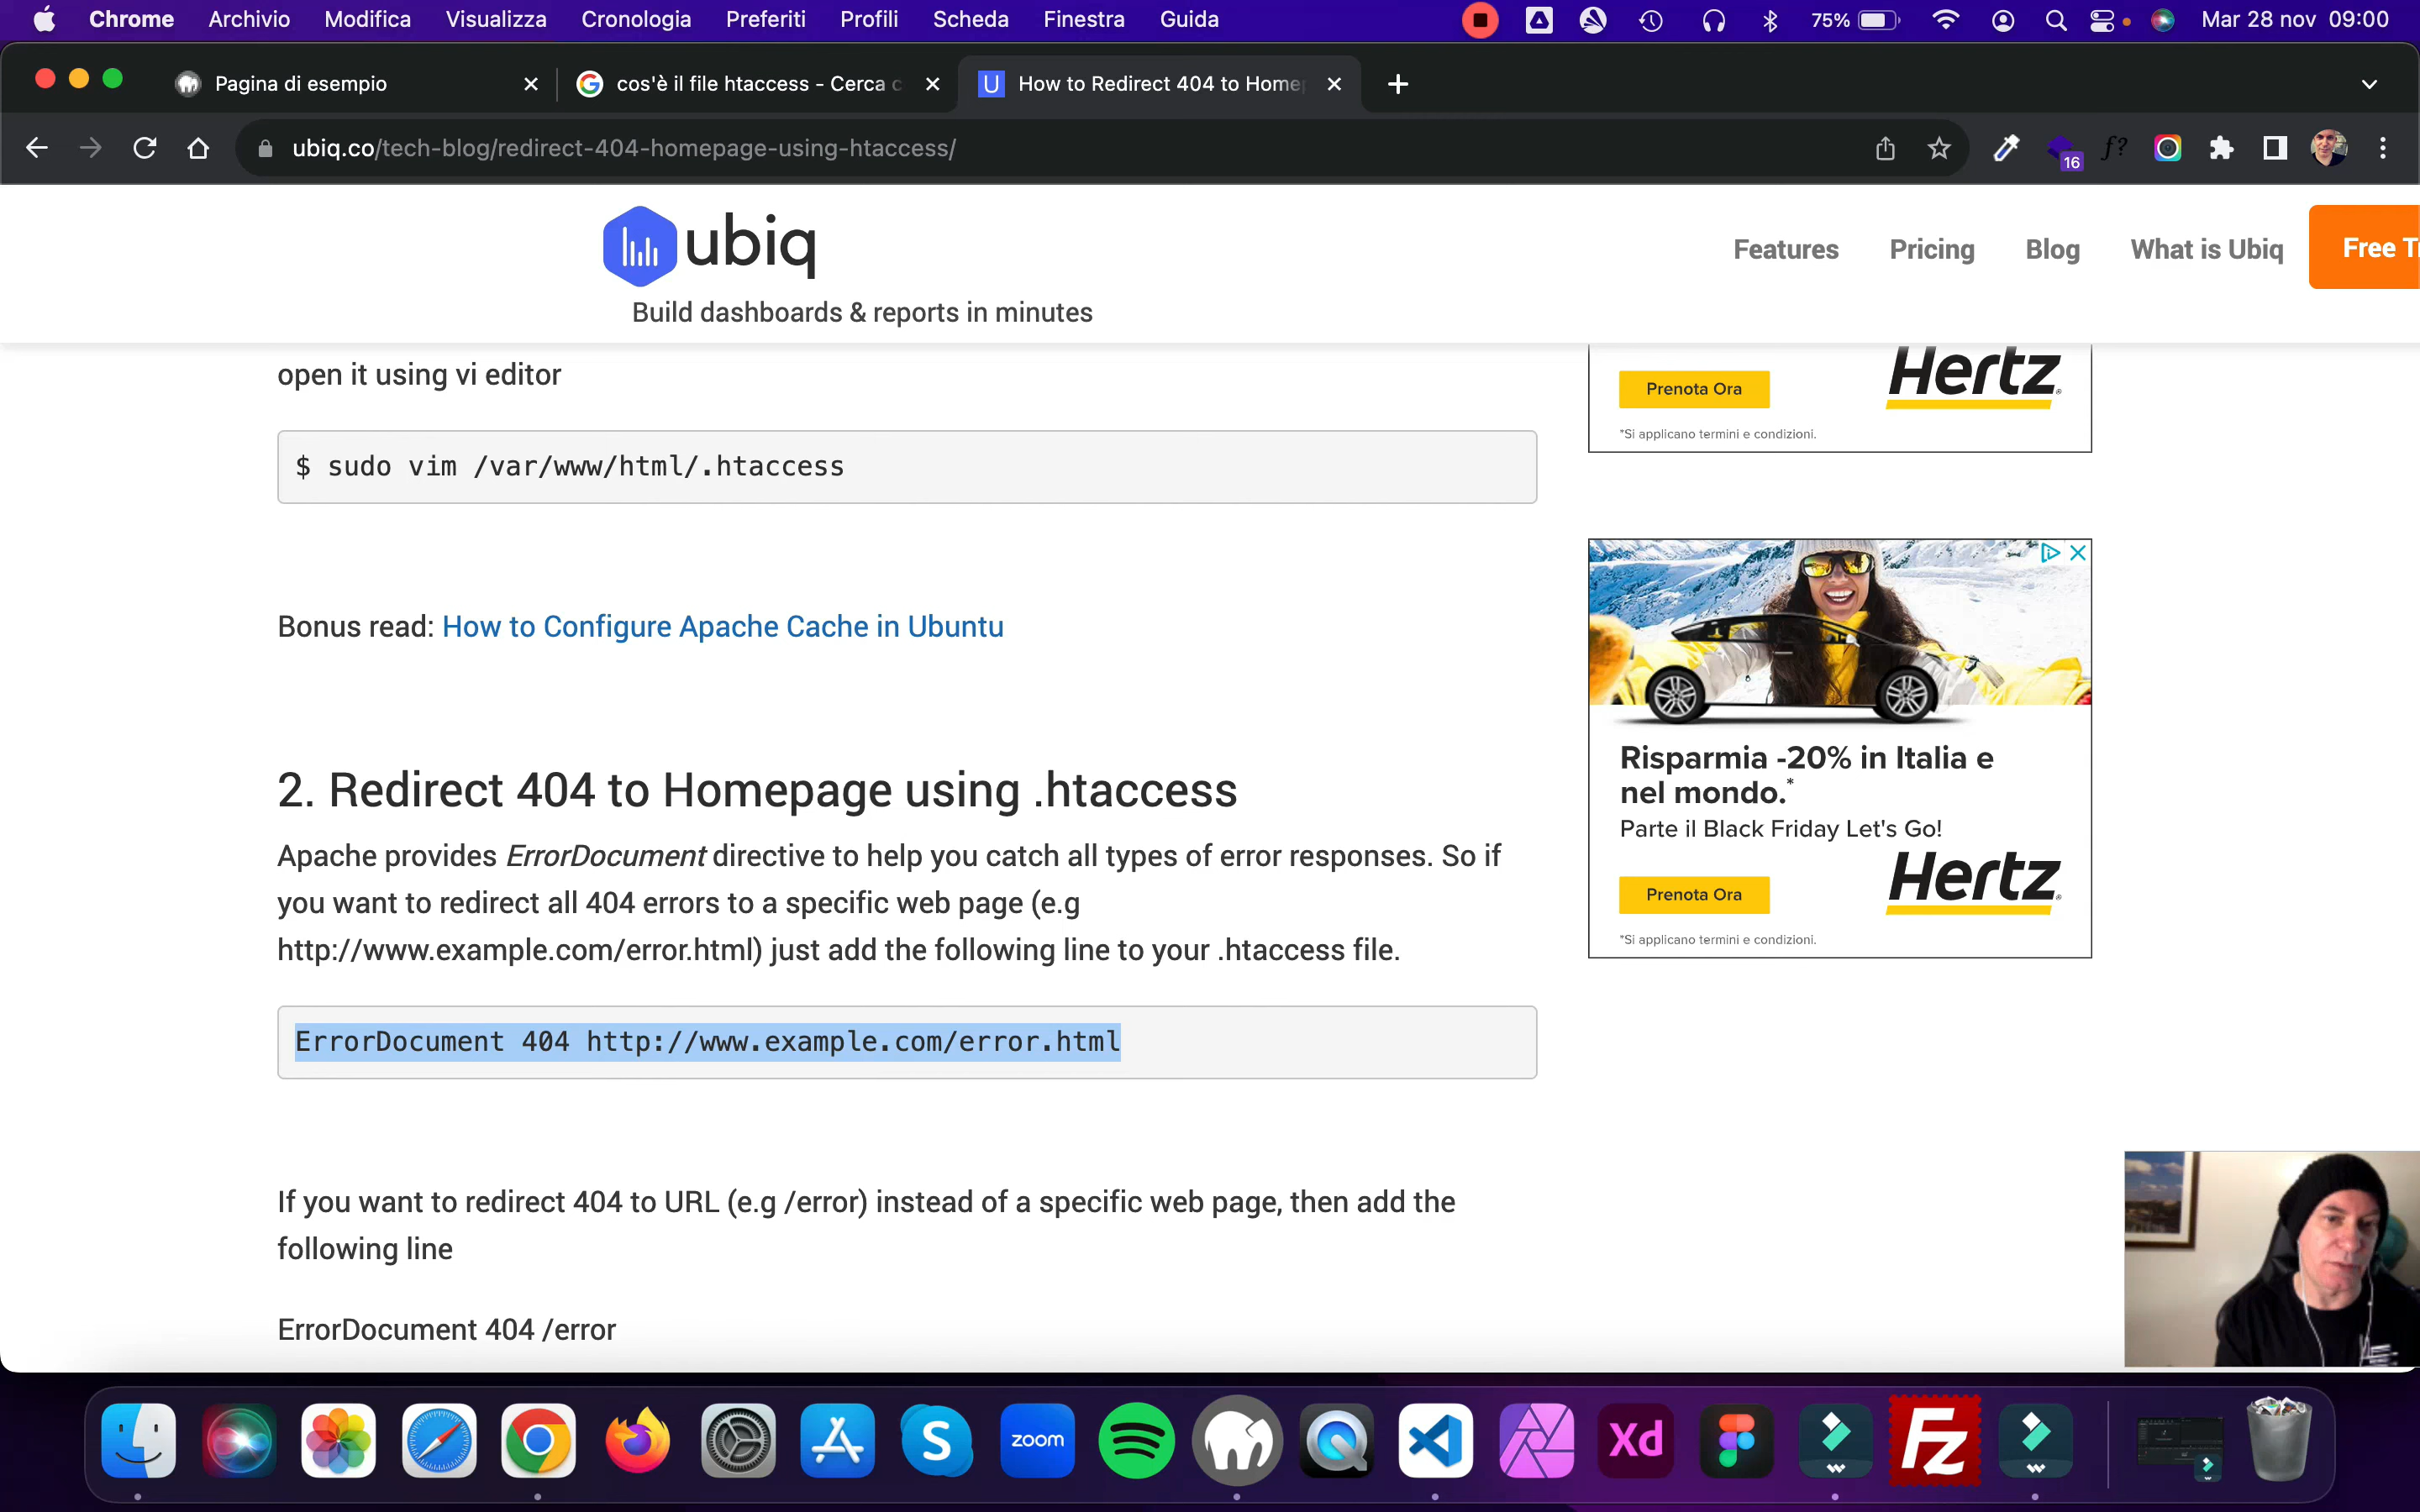 Chrome Archivio Modifica Visualizza Cronologia Preferiti Profili Scheda Finestra Guida 75% Mar 28 nov 09:00
Pagina di esempio
cos'è il file htaccess - Cerca c
U How to Redirect 404 to Home
ubiq.co/tech-blog/redirect-404-homepage-using-htaccess/
f? 16
ubiq
Build dashboards & reports in minutes
Features Pricing Blog What is Ubiq Free T
open it using vi editor
$ sudo vim /var/www/html/.htaccess
Bonus read: How to Configure Apache Cache in Ubuntu
2. Redirect 404 to Homepage using .htaccess
Apache provides ErrorDocument directive to help you catch all types of error responses. So if
you want to redirect all 404 errors to a specific web page (e.g
http://www.example.com/error.html) just add the following line to your .htaccess file.
ErrorDocument 404 http://www.example.com/error.html
If you want to redirect 404 to URL (e.g /error) instead of a specific web page, then add the
following line
ErrorDocument 404 /error
Prenota Ora
Hertz
*Si applicano termini e condizioni.
Risparmia -20% in Italia e
nel mondo.*
Parte il Black Friday Let's Go!
Hertz
Prenota Ora
*Si applicano termini e condizioni.
S zoom Xd Fz